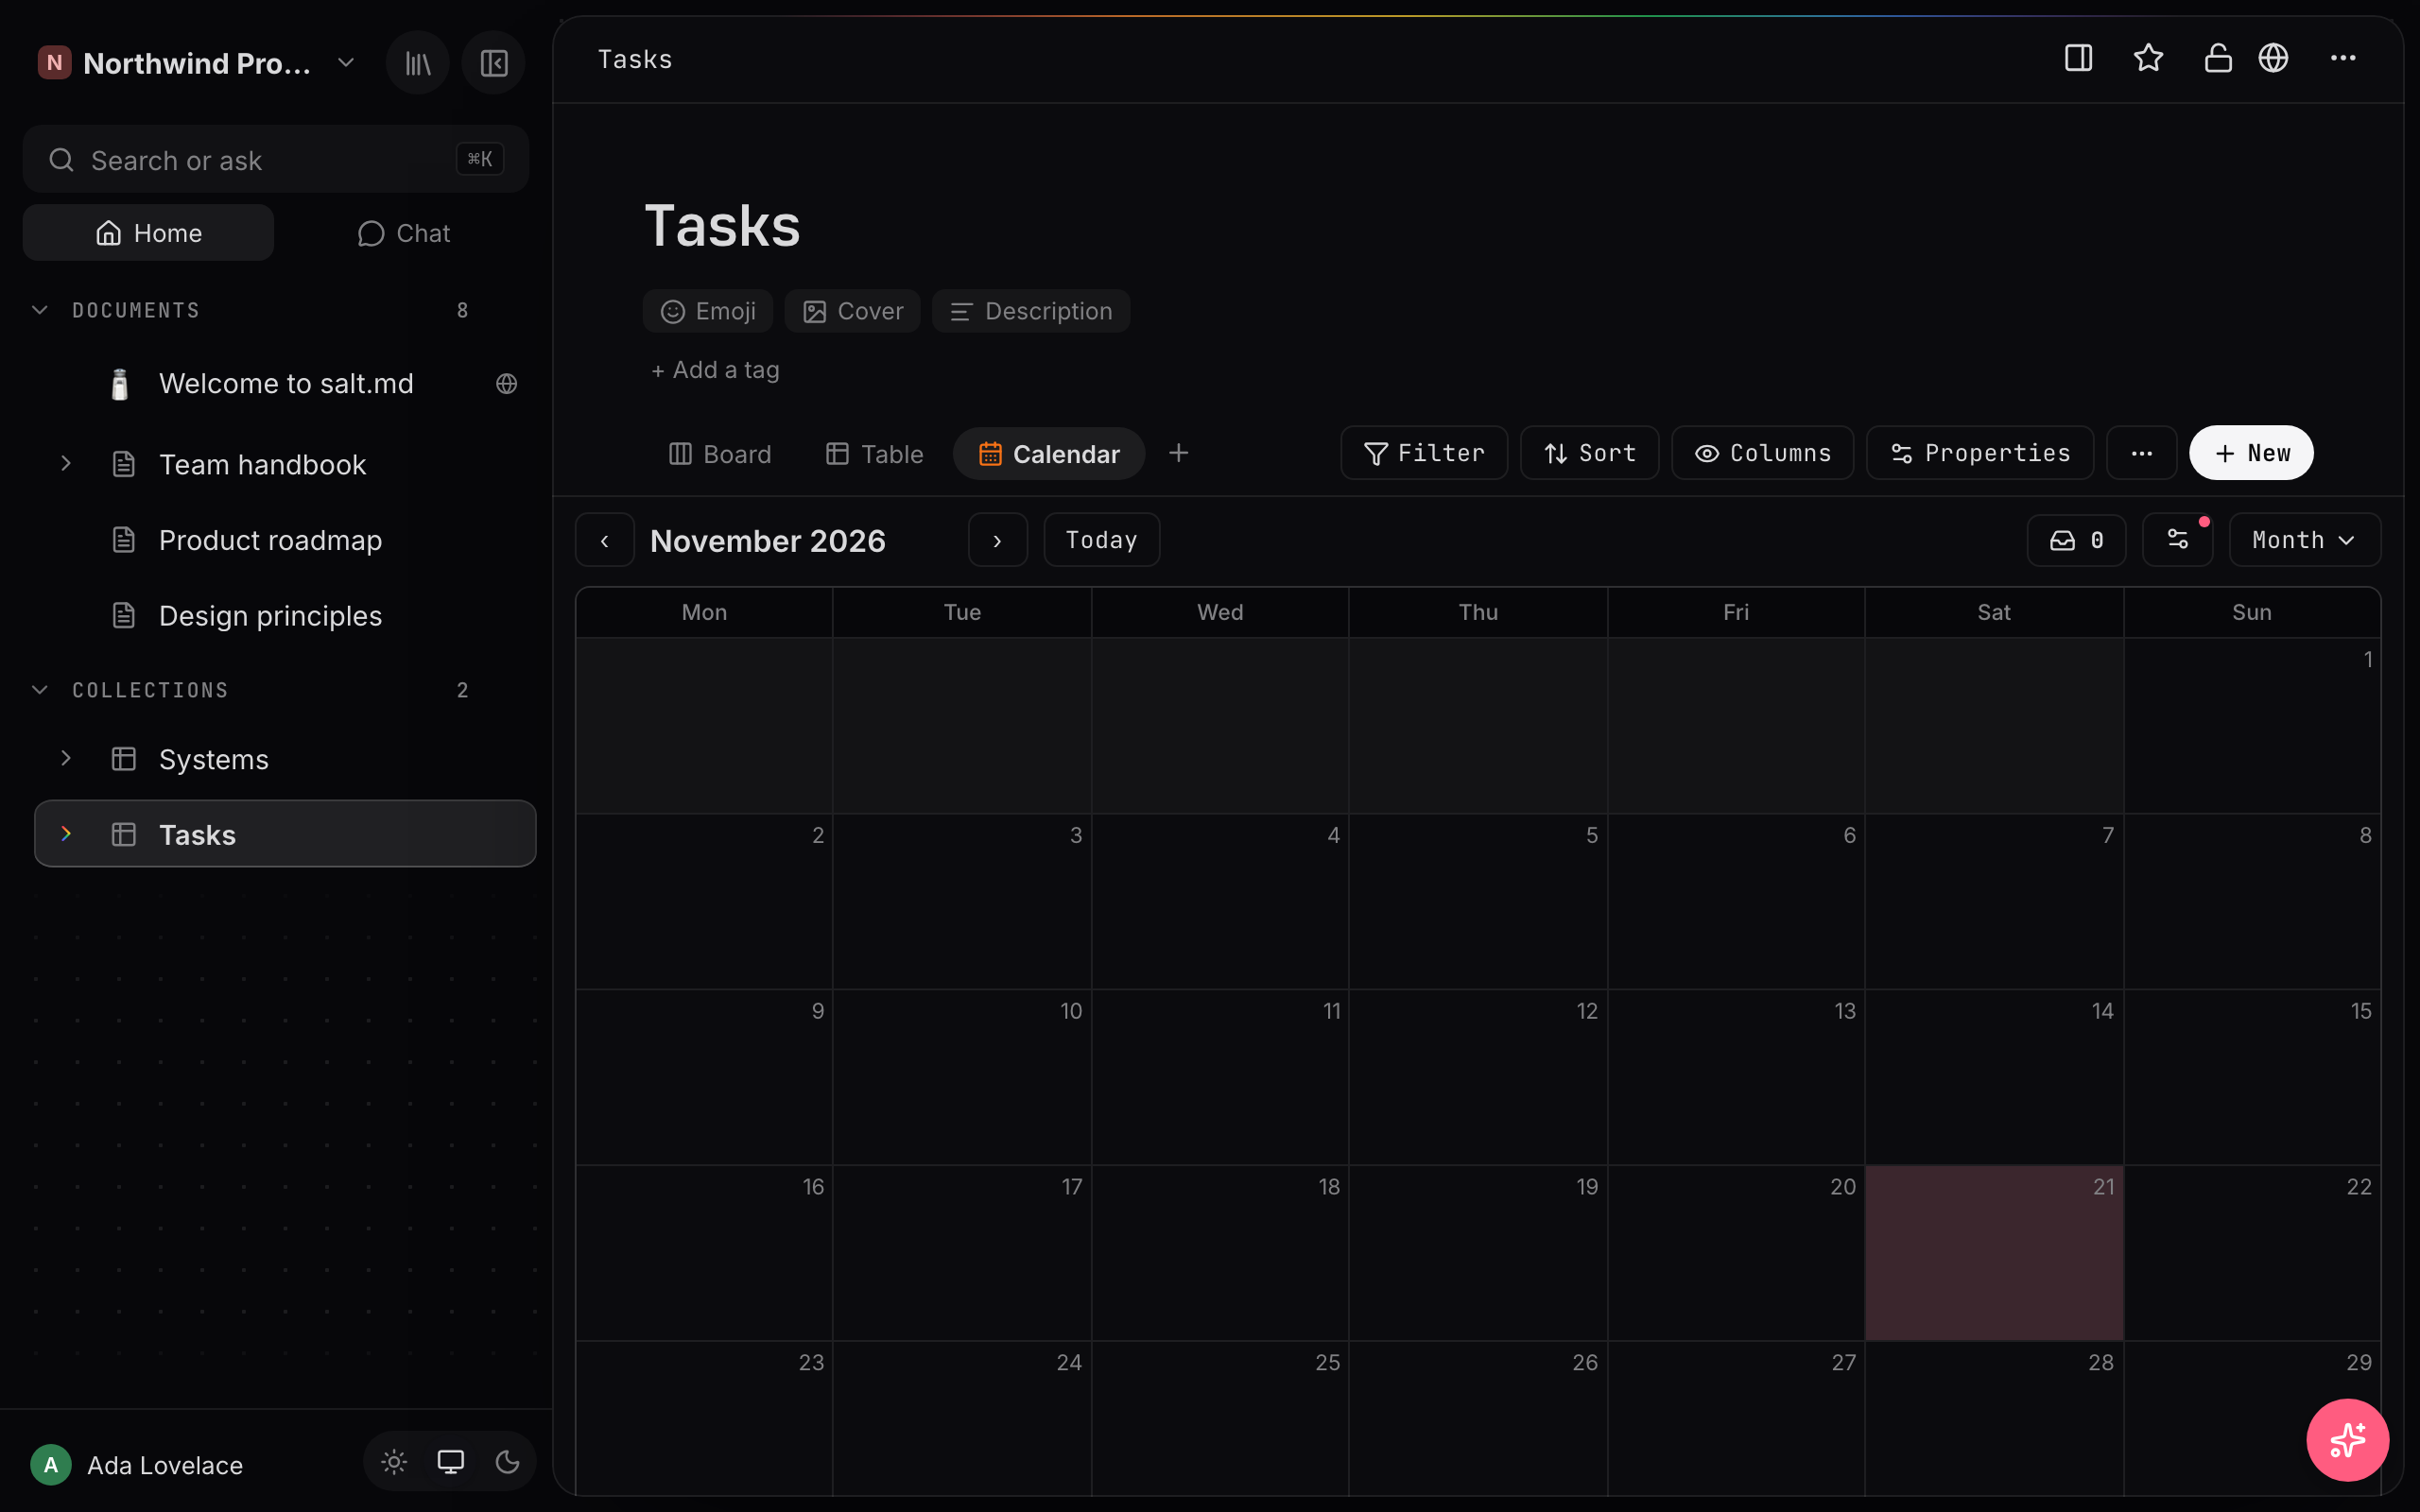 N Northwind Pro...
Search or ask ⌘K
Home Chat
DOCUMENTS 8
Welcome to salt.md
Team handbook
Product roadmap
Design principles
COLLECTIONS 2
Systems
Tasks
A Ada Lovelace
Tasks
Tasks
Emoji Cover Description
+ Add a tag
Board Table Calendar + Filter Sort Columns Properties ... + New
‹ November 2026 › Today 0 Month
Mon Tue Wed Thu Fri Sat Sun
1
2 3 4 5 6 7 8
9 10 11 12 13 14 15
16 17 18 19 20 21 22
23 24 25 26 27 28 29